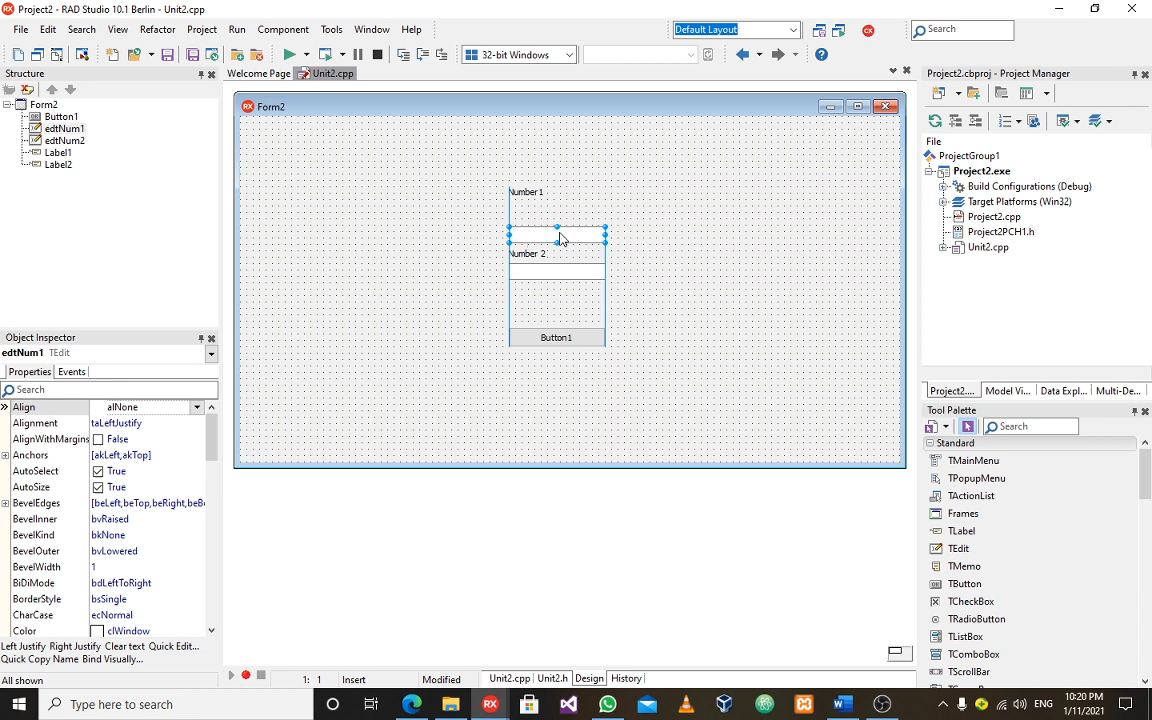 Project2 - RAD Studio 10.1 Berlin - Unit2.cpp
File Edit Search View Refactor Project Run Component Tools Window Help
Default Layout
Search
32-bit Windows
Structure
Welcome Page
Unit2.cpp
Project2.cbproj - Project Manager
Form2
Button1
edtNum1
edtNum2
Label1
Label2
Form2
Number1
Number 2
Button1
File
ProjectGroup1
Project2.exe
Build Configurations (Debug)
Target Platforms (Win32)
Project2.cpp
Project2PCH1.h
Unit2.cpp
Object Inspector
edtNum1 TEdit
Properties Events
Search
Align alNone
Alignment taLeftJustify
AlignWithMargins False
Anchors [akLeft,akTop]
AutoSelect True
AutoSize True
BevelEdges [beLeft,beTop,beRight,beB
BevelInner bvRaised
BevelKind bkNone
BevelOuter bvLowered
BevelWidth 1
BiDiMode bdLeftToRight
BorderStyle bsSingle
CharCase ecNormal
Color clWindow
Left Justify Right Justify Clear text Quick Edit...
Quick Copy Name Bind Visually...
All shown
Project2.... Model Vi... Data Expl... Multi-De...
Tool Palette
Search
Standard
TMainMenu
TPopupMenu
TActionList
Frames
TLabel
TEdit
TMemo
TButton
TCheckBox
TRadioButton
TListBox
TComboBox
TScrollBar
1: 1 Insert Modified Unit2.cpp Unit2.h Design History
Type here to search
ENG
10:20 PM
1/11/2021